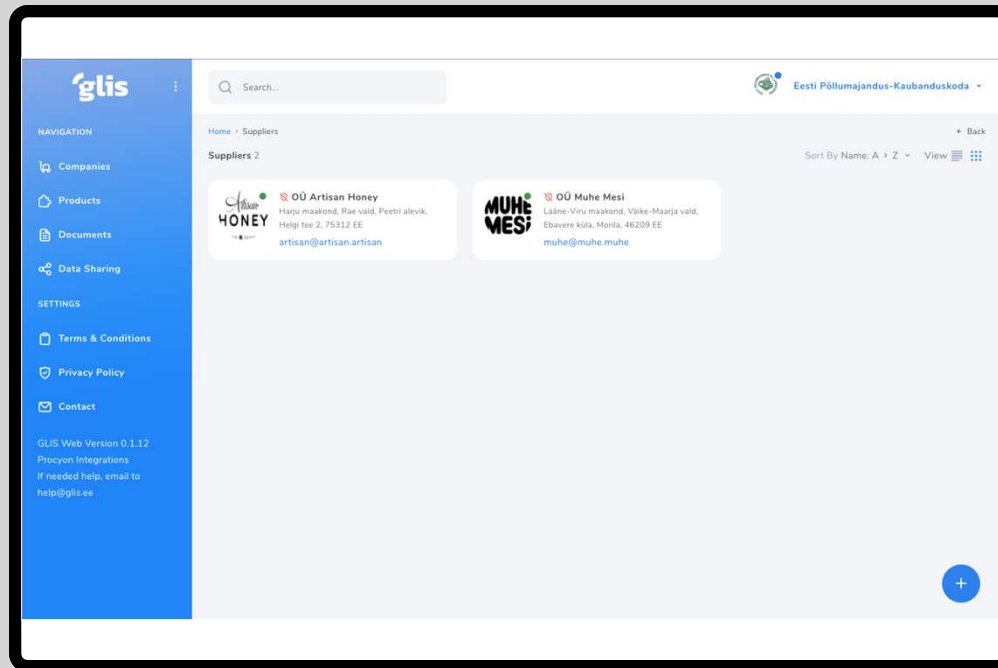 glis
Search...
Eesti Põllumajandus-Kaubanduskoda
NAVIGATION
Companies
Products
Documents
Data Sharing
SETTINGS
Terms & Conditions
Privacy Policy
Contact
GLIS Web Version 0.1.12
Procyon Integrations
If needed help, email to
help@glis.ee
Home › Suppliers
Back
Suppliers 2
Sort By Name: A › Z
View
Artisan
HONEY
OÜ Artisan Honey
Harju maakond, Rae vald, Peetri alevik,
Helgi tee 2, 75312 EE
artisan@artisan.artisan
MUHE
MESI
OÜ Muhe Mesi
Lääne-Viru maakond, Väike-Maarja vald,
Ebavere küla, Morila, 46209 EE
muhe@muhe.muhe